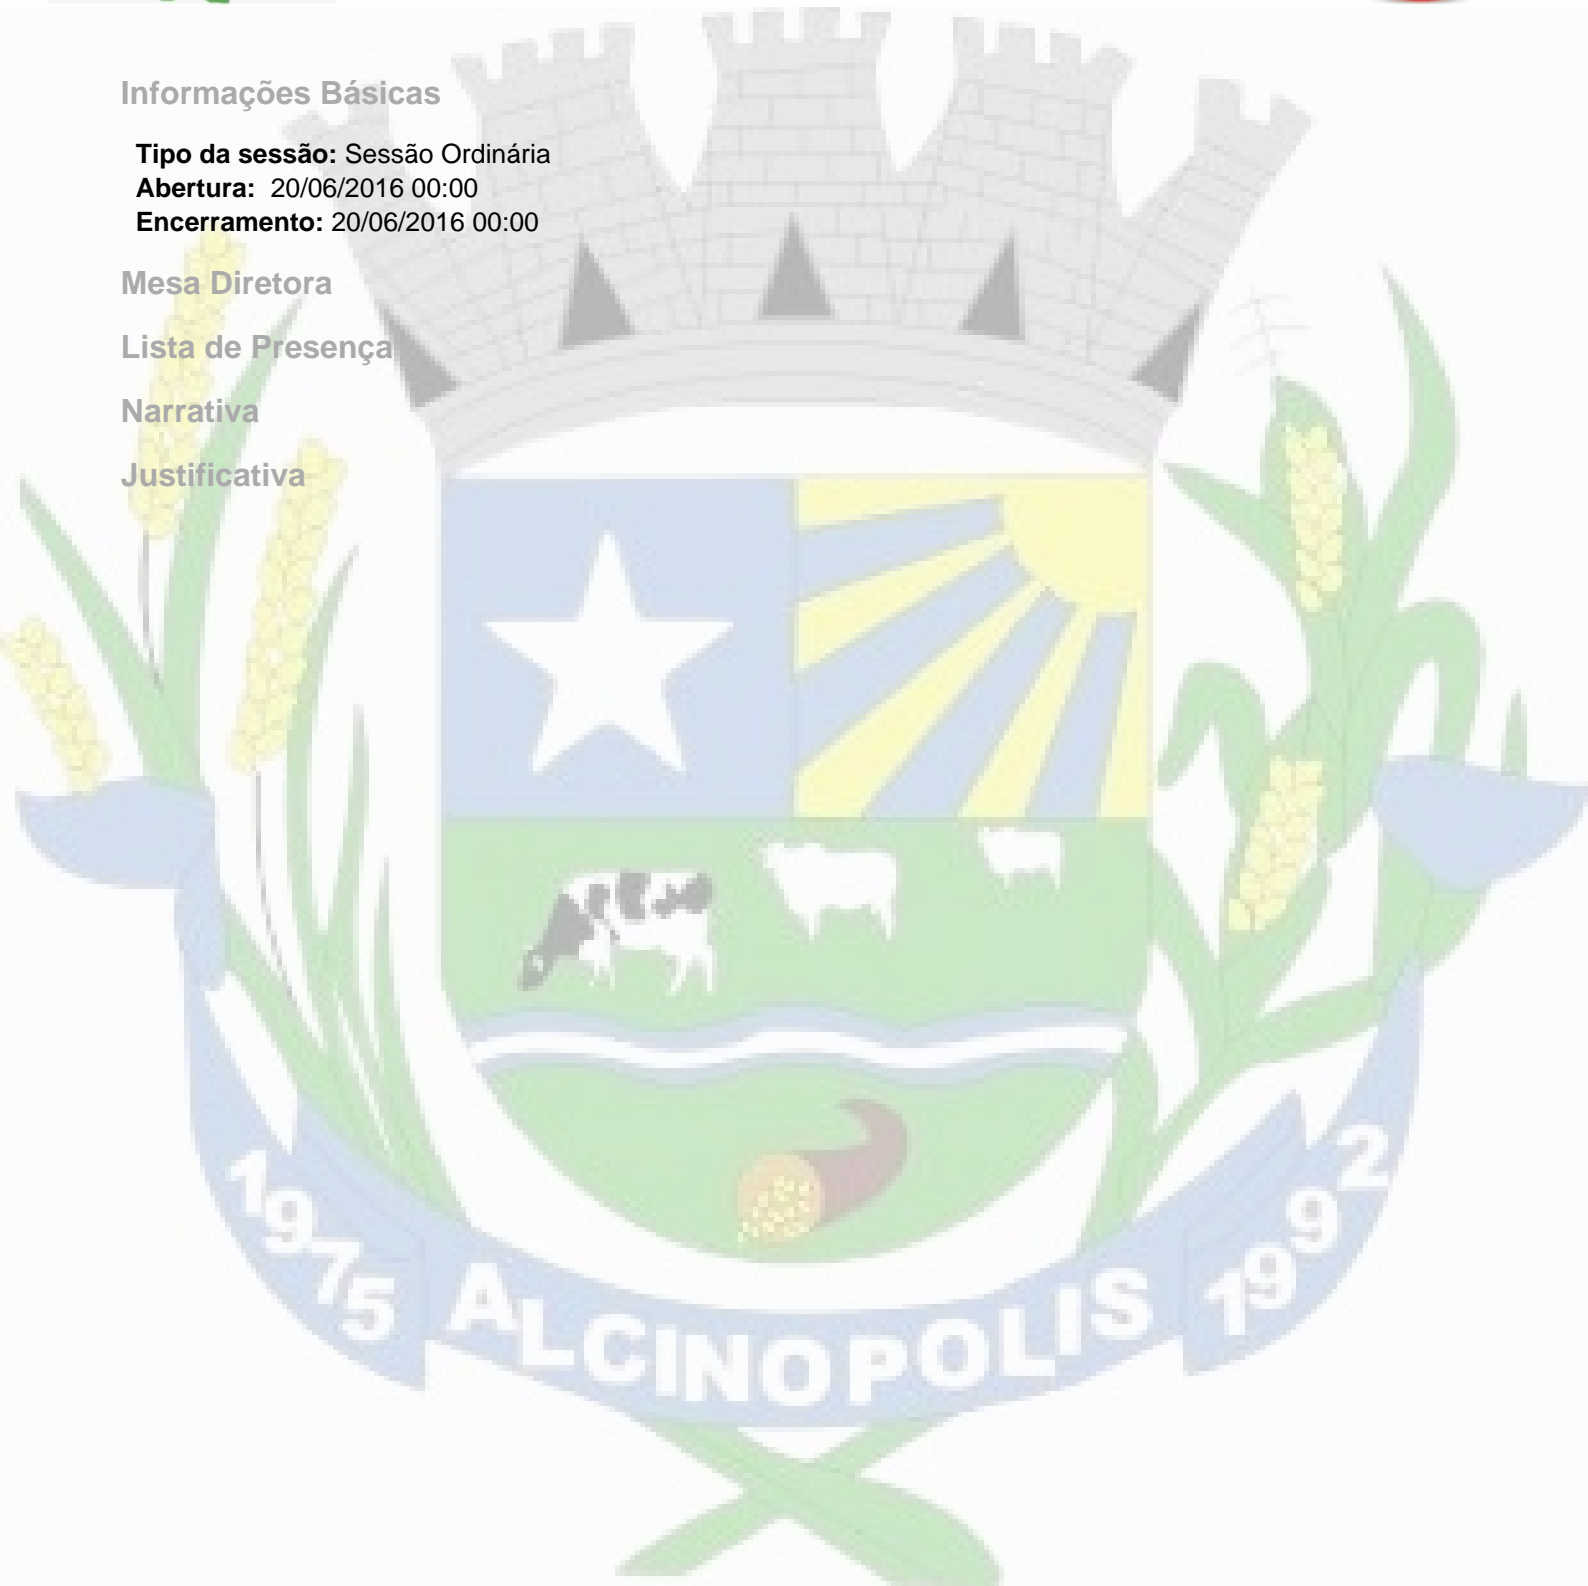 Informações Básicas
Tipo da sessão: Sessão Ordinária
Abertura: 20/06/2016 00:00
Encerramento: 20/06/2016 00:00
Mesa Diretora
Lista de Presença
Narrativa
Justificativa
1975 ALCINOPOLIS 1992